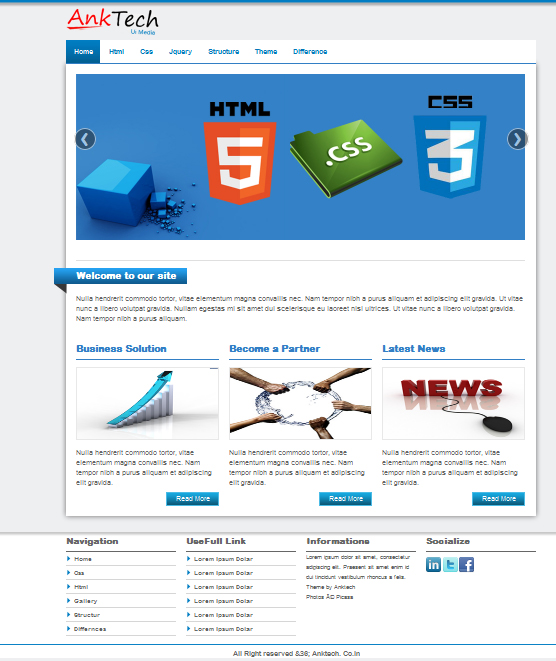 AnkTech
Ui Media
Home Html Css Jquery Structure Theme Difference
HTML
5
.CSS
CSS
3
Welcome to our site
Nulla hendrerit commodo tortor, vitae elementum magna convallis nec. Nam tempor nibh a purus aliquam et adipiscing elit gravida. Ut vitae
nunc a libero volutpat gravida. Nullam egestas mi sit amet dui scelerisque eu laoreet nisi ultrices. Ut vitae nunc a libero volutpat gravida.
Nam tempor nibh a purus aliquam.
Business Solution
Nulla hendrerit commodo tortor, vitae
elementum magna convallis nec. Nam
tempor nibh a purus aliquam et adipiscing
elit gravida.
Read More
Become a Partner
Nulla hendrerit commodo tortor, vitae
elementum magna convallis nec. Nam
tempor nibh a purus aliquam et adipiscing
elit gravida.
Read More
Latest News
NEWS
Nulla hendrerit commodo tortor, vitae
elementum magna convallis nec. Nam
tempor nibh a purus aliquam et adipiscing
elit gravida.
Read More
Navigation
Home
Css
Html
Gallery
Structur
Differnces
UseFull Link
Lorem Ipsum Dolar
Lorem Ipsum Dolar
Lorem Ipsum Dolar
Lorem Ipsum Dolar
Lorem Ipsum Dolar
Lorem Ipsum Dolar
Informations
Lorem ipsum dolor sit amet, consectetur
adipiscing elit. Praesent sit amet enim id
dui tincidunt vestibulum rhoncus a felis.
Theme by Anktech
Photos ÂC Picass
Socialize
in t f
All Right reserved &36; Anktech. Co.In